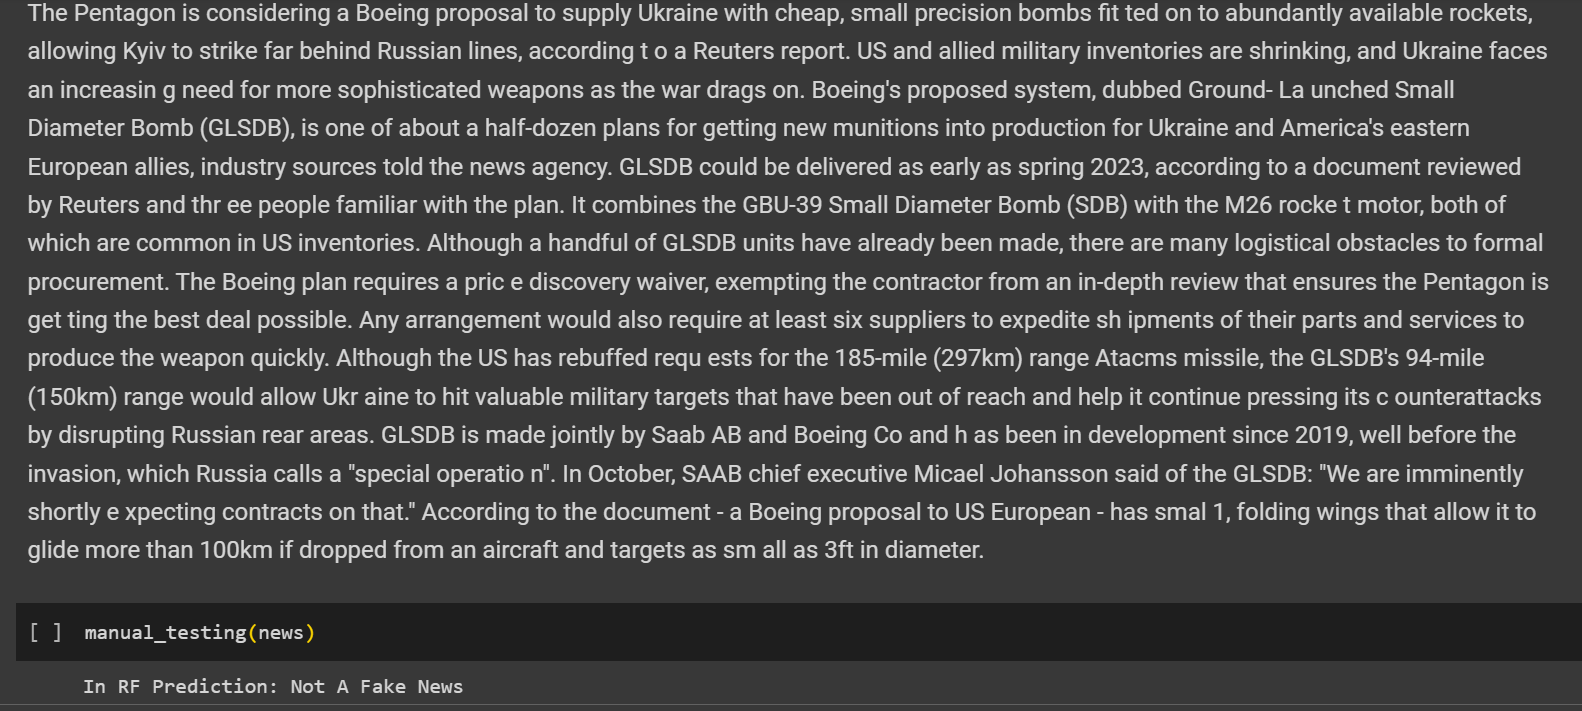 The Pentagon is considering a Boeing proposal to supply Ukraine with cheap, small precision bombs fit ted on to abundantly available rockets,
allowing Kyiv to strike far behind Russian lines, according t o a Reuters report. US and allied military inventories are shrinking, and Ukraine faces
an increasin g need for more sophisticated weapons as the war drags on. Boeing's proposed system, dubbed Ground- La unched Small
Diameter Bomb (GLSDB), is one of about a half-dozen plans for getting new munitions into production for Ukraine and America's eastern
European allies, industry sources told the news agency. GLSDB could be delivered as early as spring 2023, according to a document reviewed
by Reuters and thr ee people familiar with the plan. It combines the GBU-39 Small Diameter Bomb (SDB) with the M26 rocke t motor, both of
which are common in US inventories. Although a handful of GLSDB units have already been made, there are many logistical obstacles to formal
procurement. The Boeing plan requires a pric e discovery waiver, exempting the contractor from an in-depth review that ensures the Pentagon is
get ting the best deal possible. Any arrangement would also require at least six suppliers to expedite sh ipments of their parts and services to
produce the weapon quickly. Although the US has rebuffed requ ests for the 185-mile (297km) range Atacms missile, the GLSDB's 94-mile
(150km) range would allow Ukr aine to hit valuable military targets that have been out of reach and help it continue pressing its c ounterattacks
by disrupting Russian rear areas. GLSDB is made jointly by Saab AB and Boeing Co and h as been in development since 2019, well before the
invasion, which Russia calls a "special operatio n". In October, SAAB chief executive Micael Johansson said of the GLSDB: "We are imminently
shortly e xpecting contracts on that." According to the document - a Boeing proposal to US European - has smal 1, folding wings that allow it to
glide more than 100km if dropped from an aircraft and targets as sm all as 3ft in diameter.
[ ] manual_testing(news)
In RF Prediction: Not A Fake News